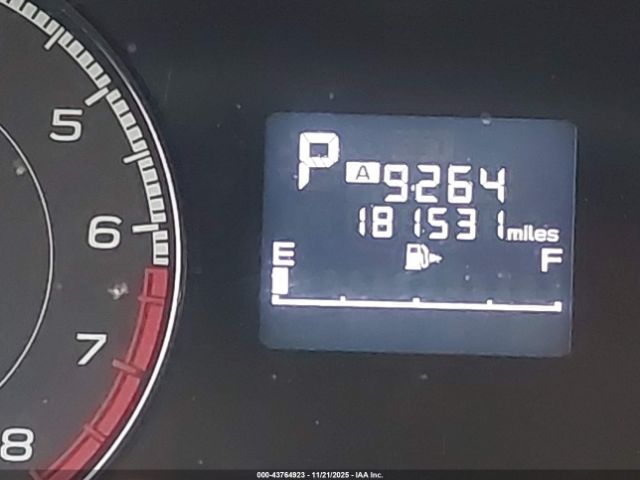 5
6
7
8
P
A 9264
181531 miles
E F
000-43764923 - 11/21/2025 - IAA Inc.